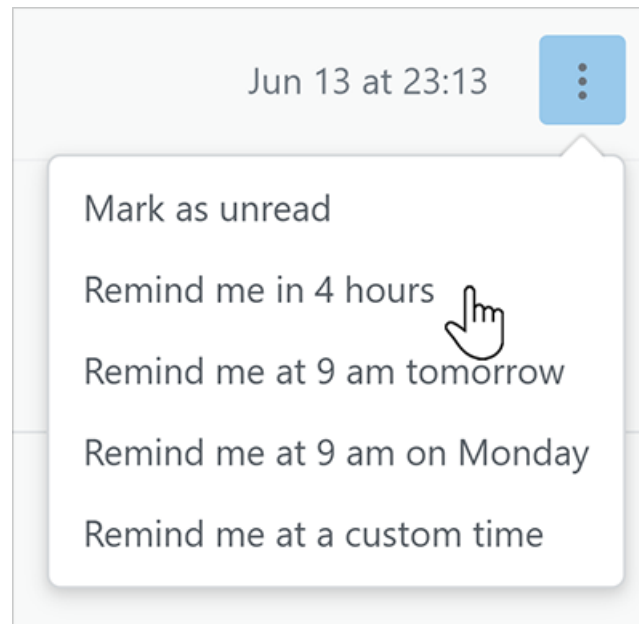 Jun 13 at 23:13
Mark as unread
Remind me in 4 hours
Remind me at 9 am tomorrow
Remind me at 9 am on Monday
Remind me at a custom time